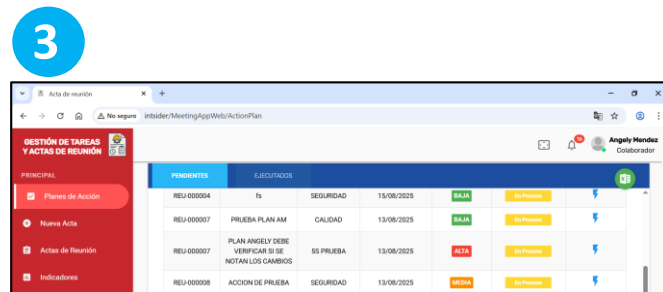 3
Acta de reunión
No seguro intsider/MeetingAppWeb/ActionPlan
GESTIÓN DE TAREAS
Y ACTAS DE REUNIÓN
16
Angely Mendez
Colaborador
PRINCIPAL
Planes de Acción
Nueva Acta
Actas de Reunión
Indicadores
PENDIENTES EJECUTADOS
REU-000004 fs SEGURIDAD 15/08/2025 BAJA En Proceso
REU-000007 PRUEBA PLAN AM CALIDAD 13/08/2025 BAJA En Proceso
PLAN ANGELY DEBE
REU-000007 VERIFICAR SI SE 5S PRUEBA 13/08/2025 ALTA En Proceso
NOTAN LOS CAMBIOS
REU-000008 ACCION DE PRUEBA SEGURIDAD 13/08/2025 MEDIA En Proceso